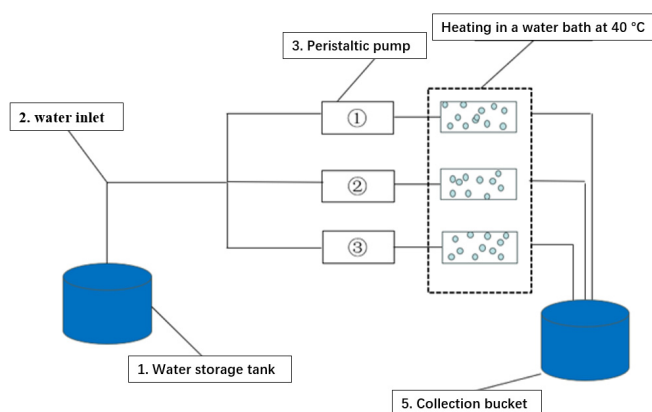 Heating in a water bath at 40 °C
3. Peristaltic pump
2. water inlet
①
②
③
1. Water storage tank
5. Collection bucket